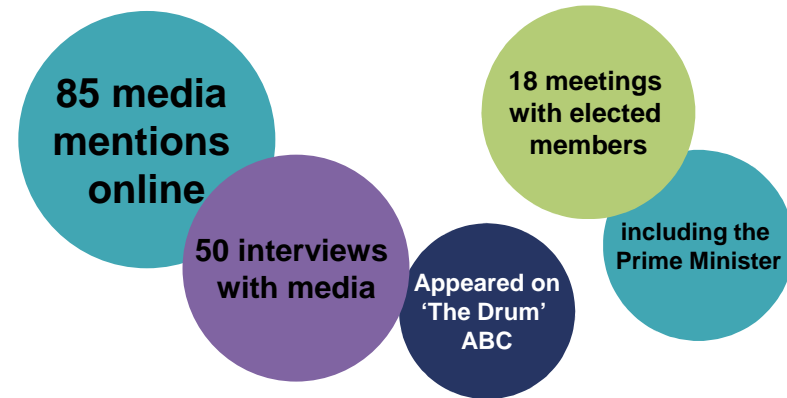 85 media
mentions
online
50 interviews
with media
Appeared on
‘The Drum’
ABC
18 meetings
with elected
members
including the
Prime Minister